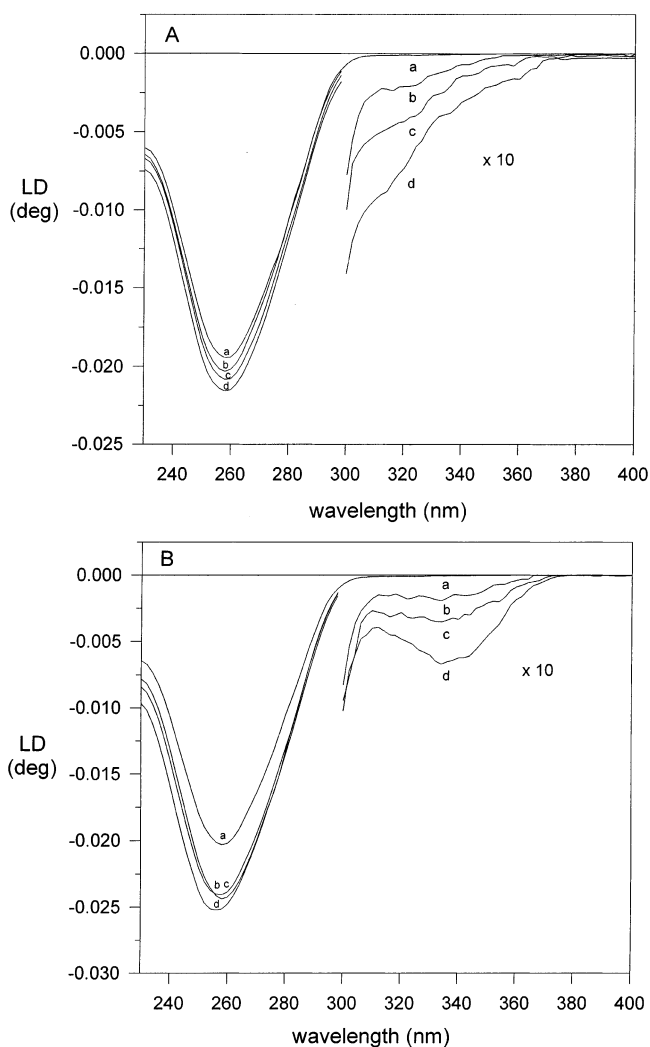 A
0.000
-0.005
-0.010
-0.015
-0.020
-0.025
LD
(deg)
a
b
c
d
x 10
a
b
c
d
240 260 280 300 320 340 360 380 400
wavelength (nm)
B
0.000
-0.005
-0.010
-0.015
-0.020
-0.025
-0.030
LD
(deg)
a
b
c
d
x 10
a
b c
d
240 260 280 300 320 340 360 380 400
wavelength (nm)